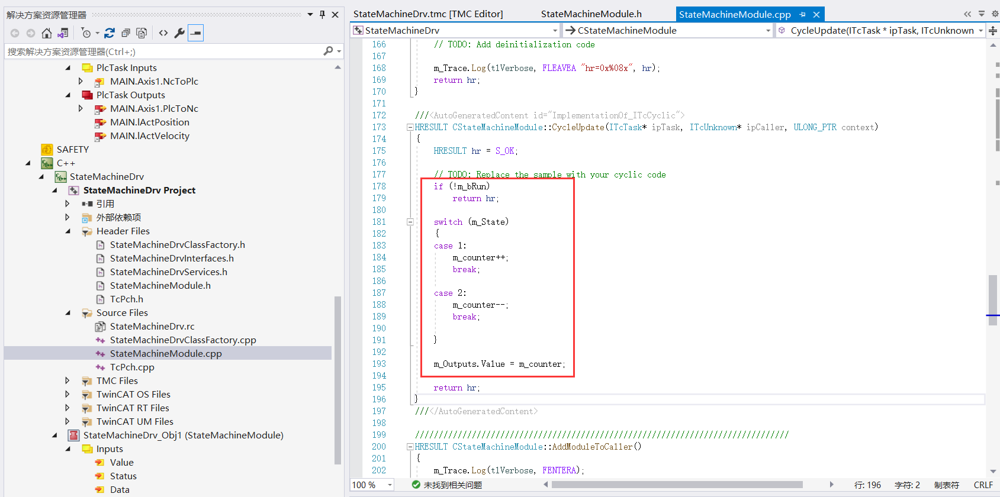 解决方案资源管理器
搜索解决方案资源管理器(Ctrl+;)
PlcTask Inputs
MAIN.Axis1.NcToPlc
PlcTask Outputs
MAIN.Axis1.PlcToNc
MAIN.lActPosition
MAIN.lActVelocity
SAFETY
C++
StateMachineDrv
StateMachineDrv Project
引用
外部依赖项
Header Files
StateMachineDrvClassFactory.h
StateMachineDrvInterfaces.h
StateMachineDrvServices.h
StateMachineModule.h
TcPch.h
Source Files
StateMachineDrv.rc
StateMachineDrvClassFactory.cpp
StateMachineModule.cpp
TcPch.cpp
TMC Files
TwinCAT OS Files
TwinCAT RT Files
TwinCAT UM Files
StateMachineDrv_Obj1 (StateMachineModule)
Inputs
Value
Status
Data
StateMachineDrv.tmc [TMC Editor] StateMachineModule.h StateMachineModule.cpp
StateMachineDrv CStateMachineModule CycleUpdate(ITcTask * ipTask, ITcUnknown
166 // TODO: Add deinitialization code
167
168 m_Trace.Log(tlVerbose, FLEAVEA "hr=0x%08x", hr);
169 return hr;
170 }
171
172 ///<AutoGeneratedContent id="ImplementationOf_ITcCyclic">
173 HRESULT CStateMachineModule::CycleUpdate(ITcTask* ipTask, ITcUnknown* ipCaller, ULONG_PTR context)
174 {
175 HRESULT hr = S_OK;
176
177 // TODO: Replace the sample with your cyclic code
178 if (!m_bRun)
179 return hr;
180
181 switch (m_State)
182 {
183 case 1:
184 m_counter++;
185 break;
186
187 case 2:
188 m_counter--;
189 break;
190
191 }
192
193 m_Outputs.Value = m_counter;
194
195 return hr;
196 }
197 ///</AutoGeneratedContent>
198
199 ///////////////////////////////////////////////////////////////////////////////
200 HRESULT CStateMachineModule::AddModuleToCaller()
201 {
202 m_Trace.Log(tlVerbose, FENTERA);
100 % 未找到相关问题 行: 196 字符: 2 制表符 CRLF